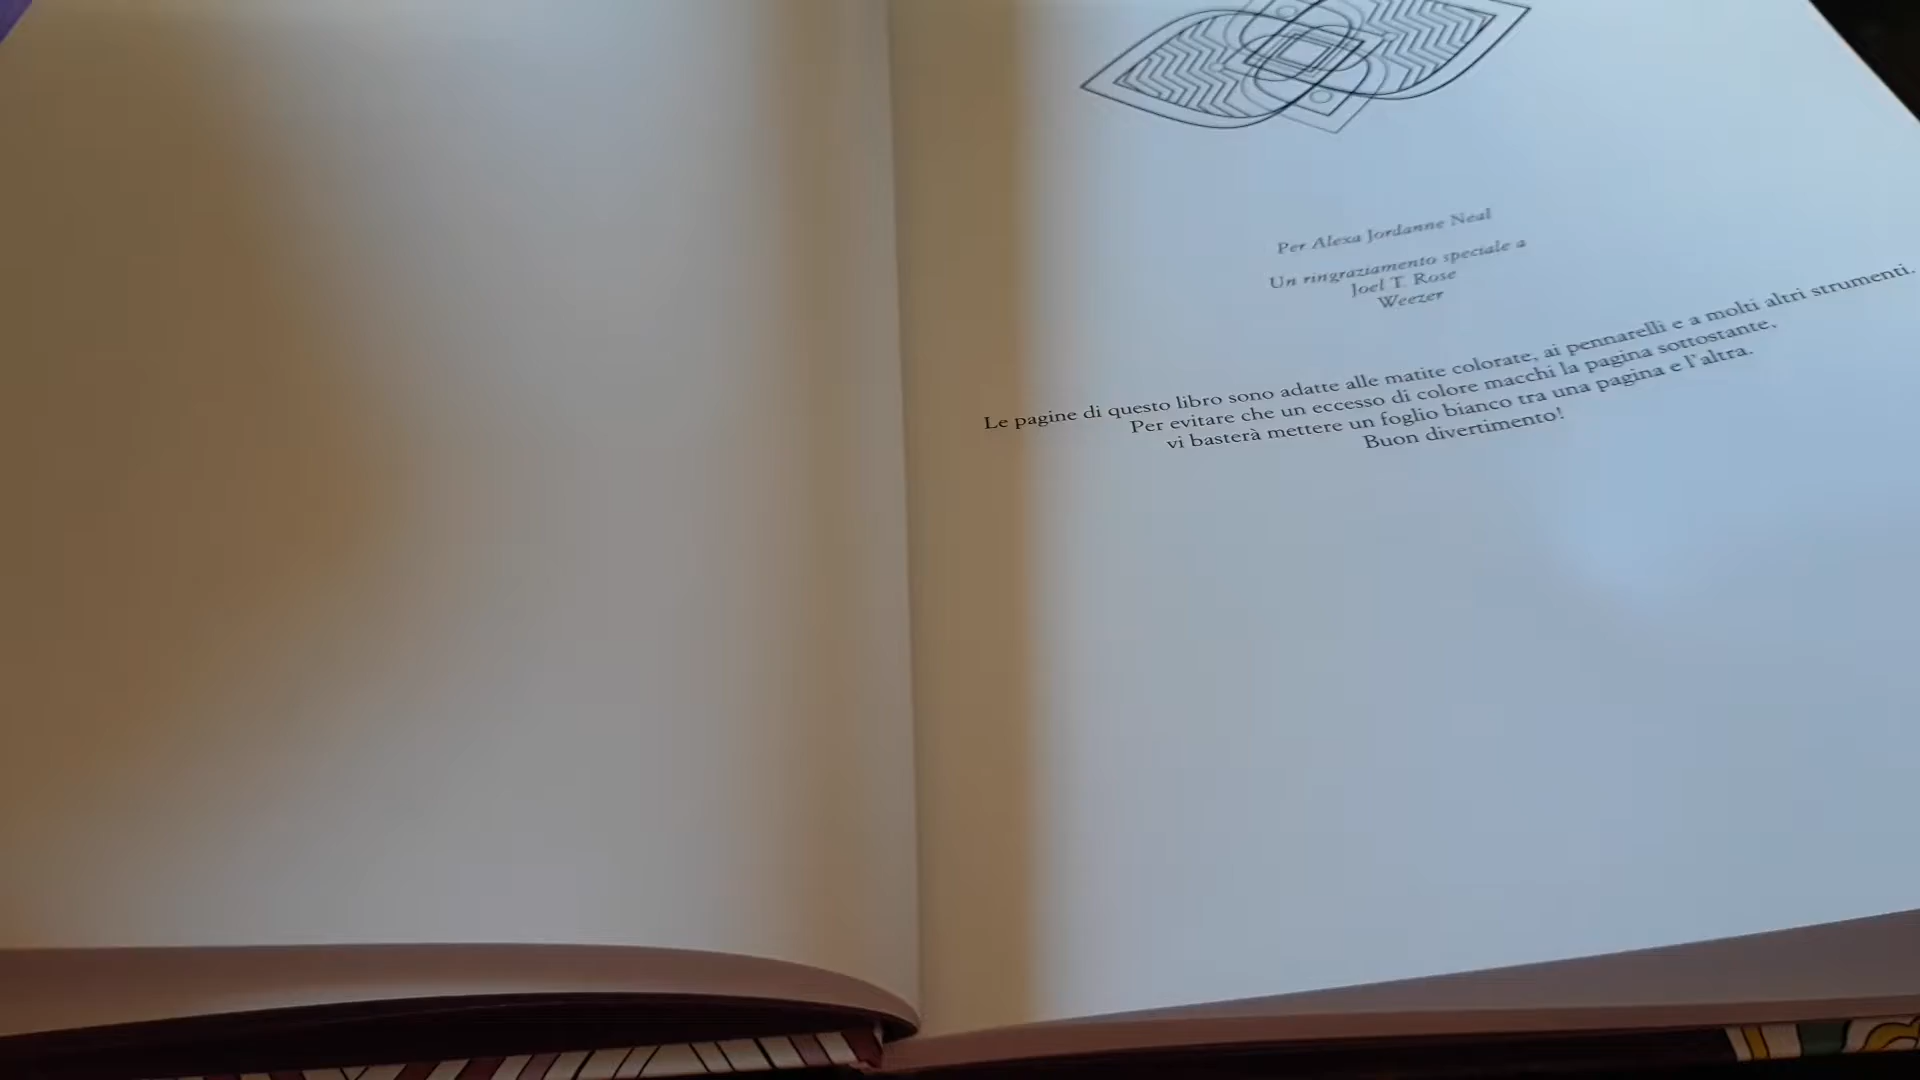 Per Alexa Jordanne Neal
Un ringraziamento speciale a
Joel T. Rose
Weezer
Le pagine di questo libro sono adatte alle matite colorate, ai pennarelli e a molti altri strumenti.
Per evitare che un eccesso di colore macchi la pagina sottostante,
vi basterà mettere un foglio bianco tra una pagina e l'altra.
Buon divertimento!